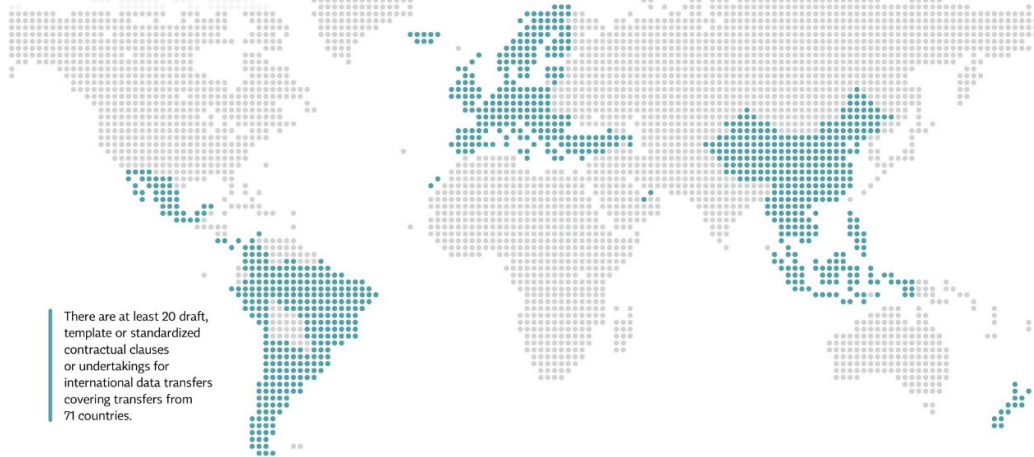 There are at least 20 draft,
template or standardized
contractual clauses
or undertakings for
international data transfers
covering transfers from
71 countries.